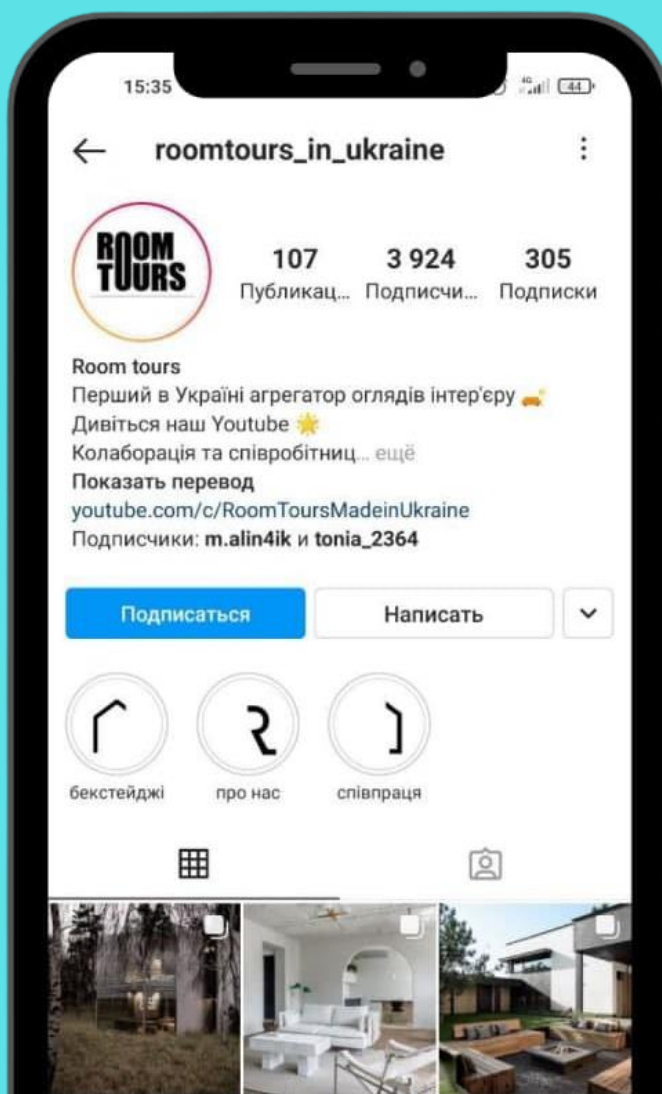 15:35
4G
44
roomtours_in_ukraine
ROOM
TOURS
107 3 924 305
Публикац... Подписчи... Подписки
Room tours
Перший в Україні агрегатор оглядів інтер'єру
Дивіться наш Youtube
Колаборація та співробітниц... ещё
Показать перевод
youtube.com/c/RoomToursMadeinUkraine
Подписчики: m.alin4ik и tonia_2364
Подписаться Написать
бекстейджі про нас співпраця